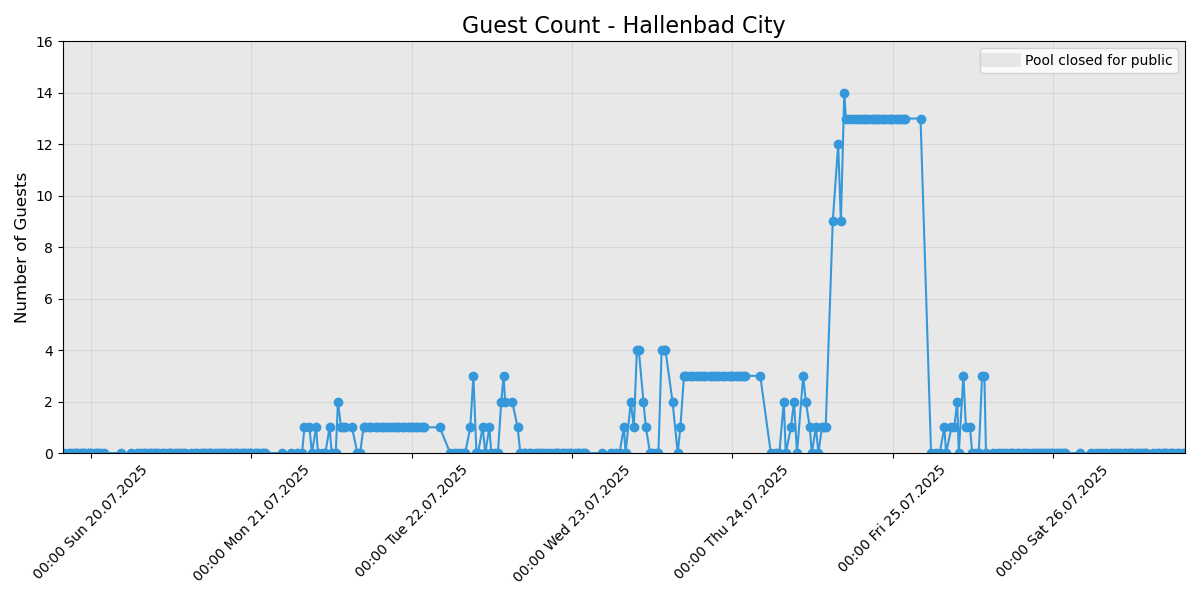 Guest Count - Hallenbad City
Pool closed for public
Number of Guests
16
14
12
10
8
6
4
2
0
00:00 Sun 20.07.2025
00:00 Mon 21.07.2025
00:00 Tue 22.07.2025
00:00 Wed 23.07.2025
00:00 Thu 24.07.2025
00:00 Fri 25.07.2025
00:00 Sat 26.07.2025